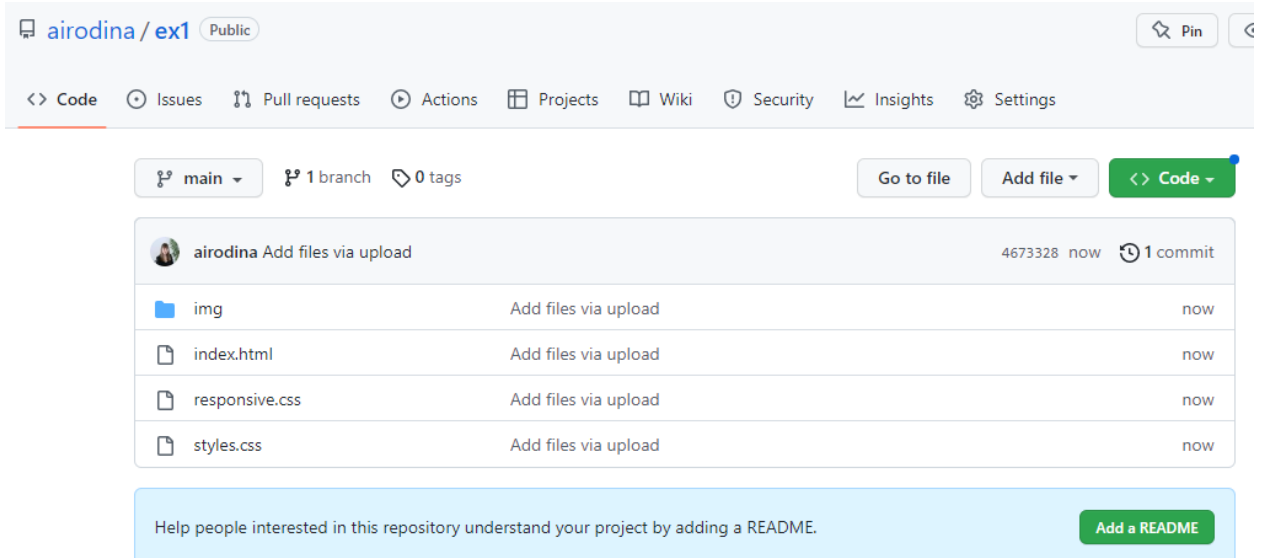 airodina / ex1 Public Pin
Code Issues Pull requests Actions Projects Wiki Security Insights Settings
main 1 branch 0 tags Go to file Add file Code
airodina Add files via upload 4673328 now 1 commit
img Add files via upload now
index.html Add files via upload now
responsive.css Add files via upload now
styles.css Add files via upload now
Help people interested in this repository understand your project by adding a README. Add a README